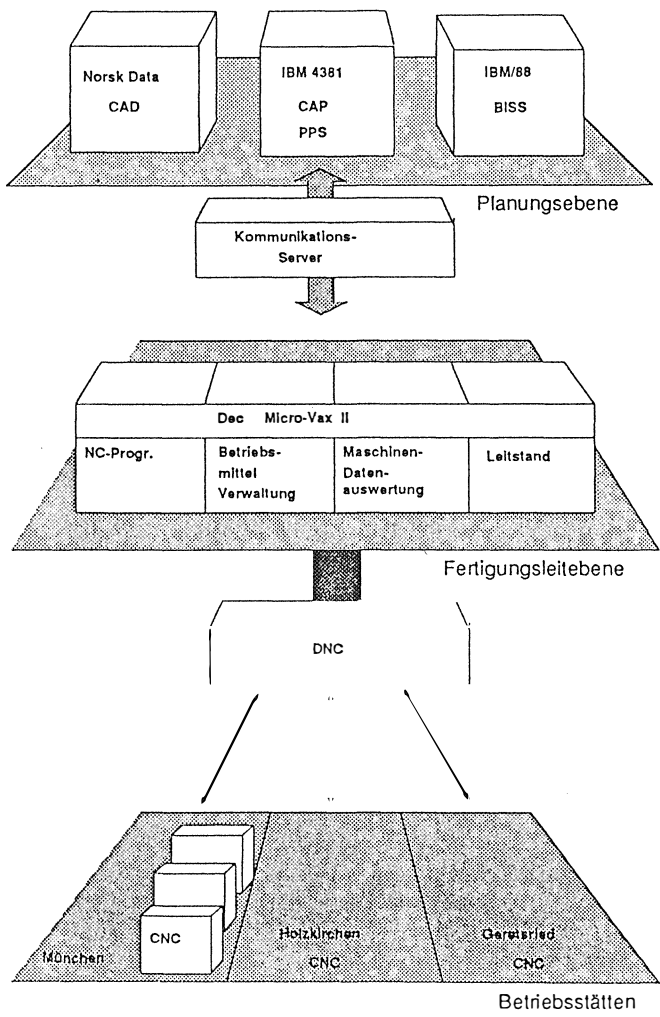 Norsk Data
CAD
IBM 4381
CAP
PPS
IBM/88
BISS
Planungsebene
Kommunikations-
Server
Dec Micro-Vax II
NC-Progr.
Betriebs-
mittel
Verwaltung
Maschinen-
Daten-
auswertung
Leitstand
Fertigungsleitebene
DNC
CNC
München
Holzkirchen
CNC
Geretsried
CNC
Betriebsstätten